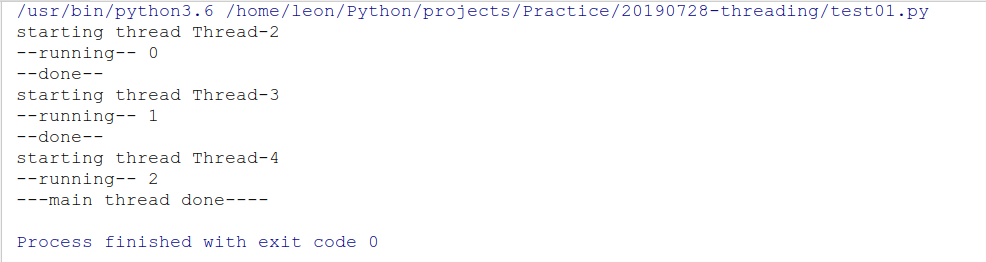 /usr/bin/python3.6 /home/leon/Python/projects/Practice/20190728-threading/test01.py
starting thread Thread-2
--running-- 0
--done--
starting thread Thread-3
--running-- 1
--done--
starting thread Thread-4
--running-- 2
---main thread done----
Process finished with exit code 0